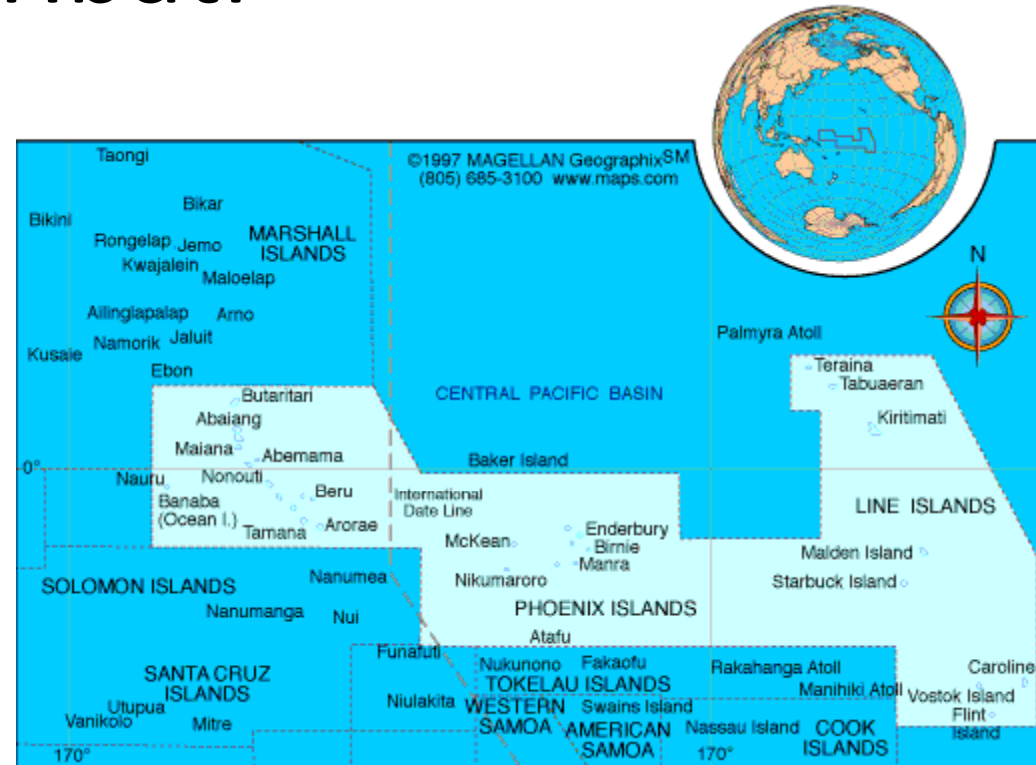 ©1997 MAGELLAN GeographixSM
(805) 685-3100 www.maps.com
Taongi
Bikar
Bikini
Rongelap Jemo
Kwajalein
Maloelap
MARSHALL
ISLANDS
N
Ailinglapalap Arno
Namorik Jaluit
Kusaie
Ebon
Palmyra Atoll
Teraina
Tabuaeran
Kiritimati
CENTRAL PACIFIC BASIN
Butaritari
Abaiang
Maiana Abemama
0°
Nauru
Nonouti
Banaba
(Ocean I.)
Beru
Tamana Arorae
Baker Island
International
Date Line
LINE ISLANDS
McKean
Enderbury
Birnie
Manra
Nikumaroro
PHOENIX ISLANDS
Malden Island
Starbuck Island
SOLOMON ISLANDS
Nanumea
Nanumanga Nui
Atafu
Funafuti
Nukunono Fakaofu
TOKELAU ISLANDS
Rakahanga Atoll
Manihiki Atoll
Caroline
Vostok Island
Flint
Island
SANTA CRUZ
ISLANDS
Utupua
Vanikolo Mitre
Niulakita
WESTERN
SAMOA
Swains Island
AMERICAN
SAMOA
Nassau Island
COOK
ISLANDS
170°
170°